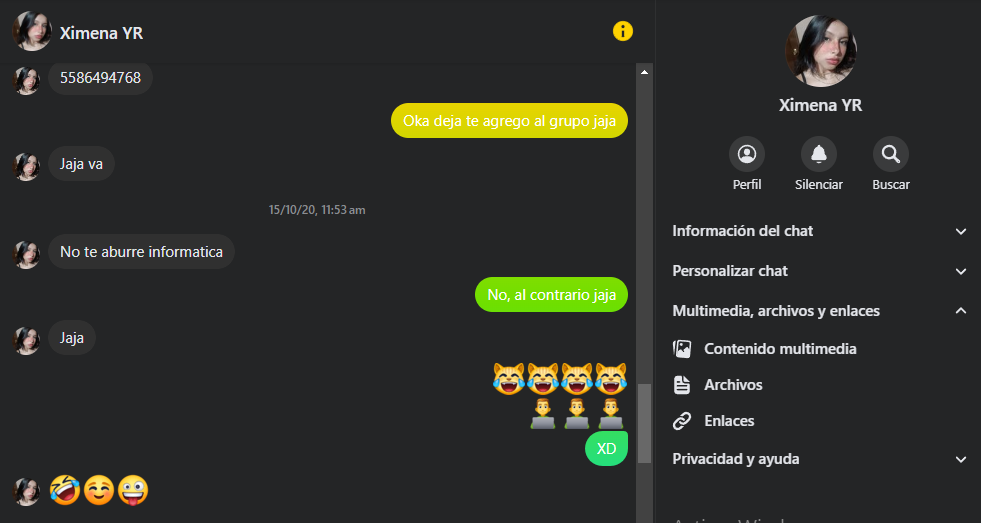 Ximena YR
5586494768
Oka deja te agrego al grupo jaja
Jaja va
15/10/20, 11:53 am
No te aburre informatica
No, al contrario jaja
Jaja
XD
Ximena YR
Perfil
Silenciar
Buscar
Información del chat
Personalizar chat
Multimedia, archivos y enlaces
Contenido multimedia
Archivos
Enlaces
Privacidad y ayuda